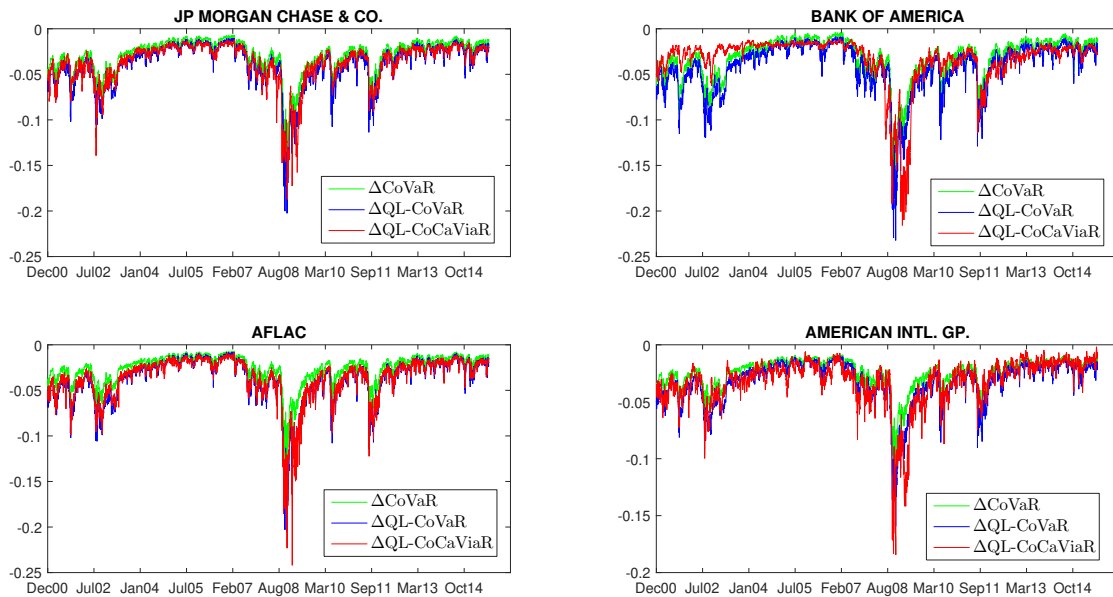 JP MORGAN CHASE & CO.
0
-0.05
-0.1
-0.15
-0.2
-0.25
Dec00 Jul02 Jan04 Jul05 Feb07 Aug08 Mar10 Sep11 Mar13 Oct14
ΔCoVaR
ΔQL-CoVaR
ΔQL-CoCaViaR
BANK OF AMERICA
0
-0.05
-0.1
-0.15
-0.2
-0.25
Dec00 Jul02 Jan04 Jul05 Feb07 Aug08 Mar10 Sep11 Mar13 Oct14
ΔCoVaR
ΔQL-CoVaR
ΔQL-CoCaViaR
AFLAC
0
-0.05
-0.1
-0.15
-0.2
-0.25
Dec00 Jul02 Jan04 Jul05 Feb07 Aug08 Mar10 Sep11 Mar13 Oct14
ΔCoVaR
ΔQL-CoVaR
ΔQL-CoCaViaR
AMERICAN INTL. GP.
0
-0.05
-0.1
-0.15
-0.2
Dec00 Jul02 Jan04 Jul05 Feb07 Aug08 Mar10 Sep11 Mar13 Oct14
ΔCoVaR
ΔQL-CoVaR
ΔQL-CoCaViaR